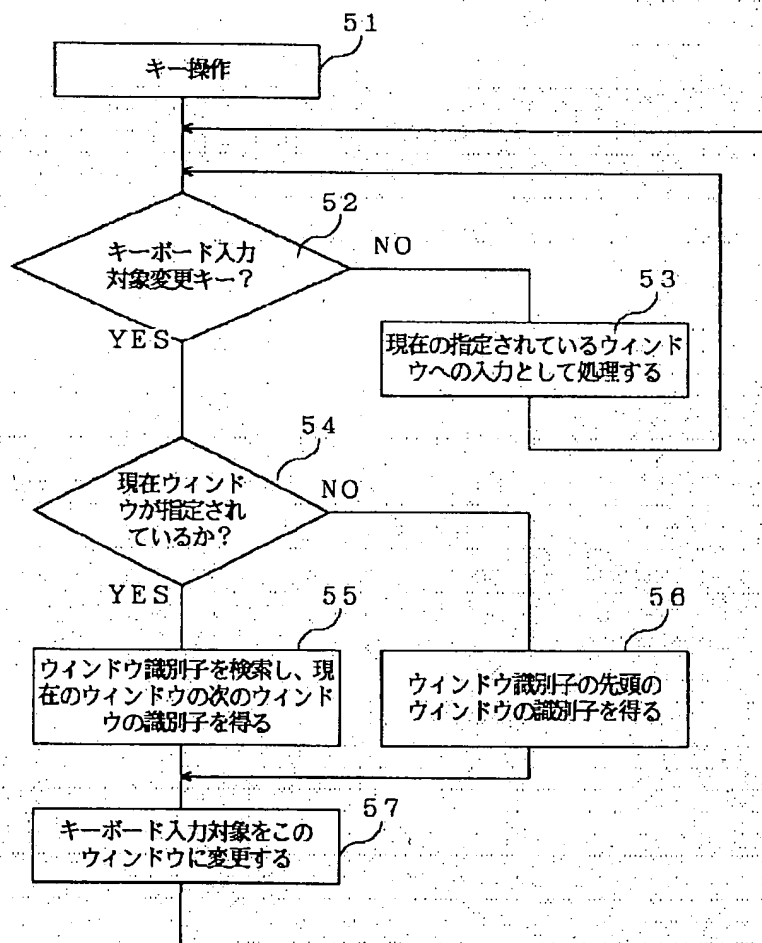 51
キー操作
52
キーボード入力
対象変更キー?
NO
YES
53
現在の指定されているウィンド
ウへの入力として処理する
54
現在ウィンド
ウが指定され
ているか?
NO
YES
55
ウィンドウ識別子を検索し、現
在のウィンドウの次のウィンド
ウの識別子を得る
56
ウィンドウ識別子の先頭の
ウィンドウの識別子を得る
57
キーボード入力対象をこの
ウィンドウに変更する